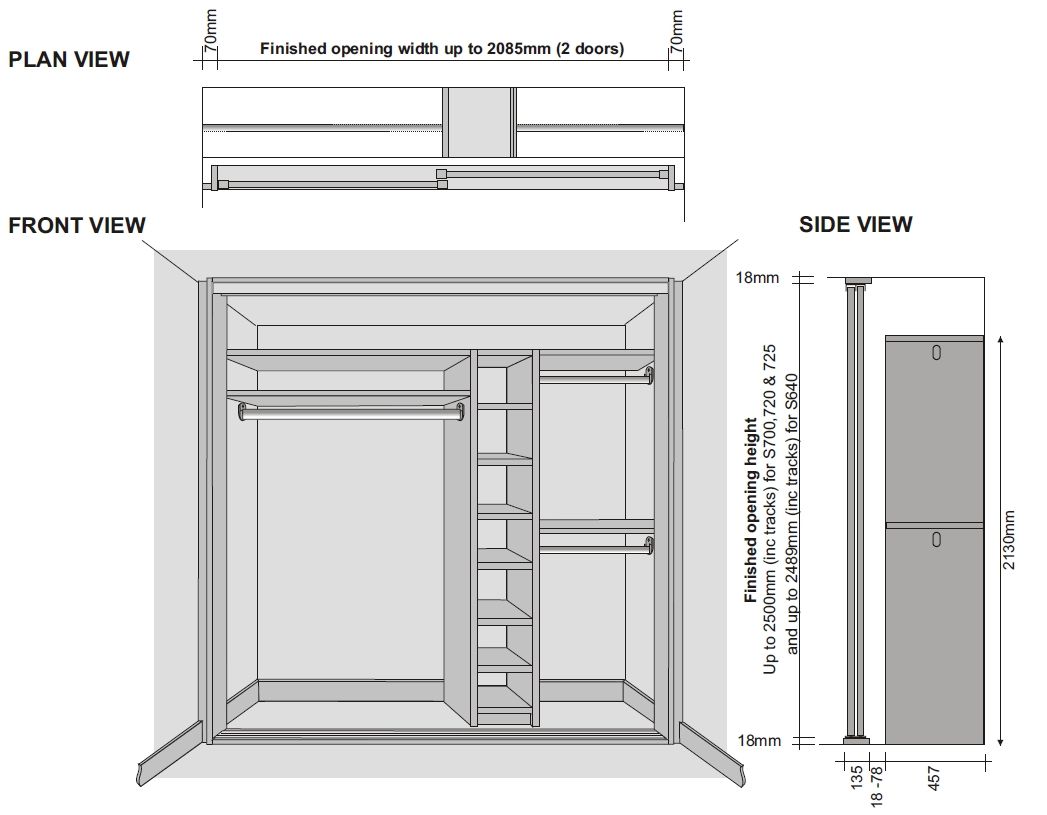 70mm
Finished opening width up to 2085mm (2 doors)
70mm
PLAN VIEW
FRONT VIEW
SIDE VIEW
18mm
Finished opening height
Up to 2500mm (inc tracks) for S700,720 & 725
and up to 2489mm (inc tracks) for S640
2130mm
18mm
135
18 -78
457